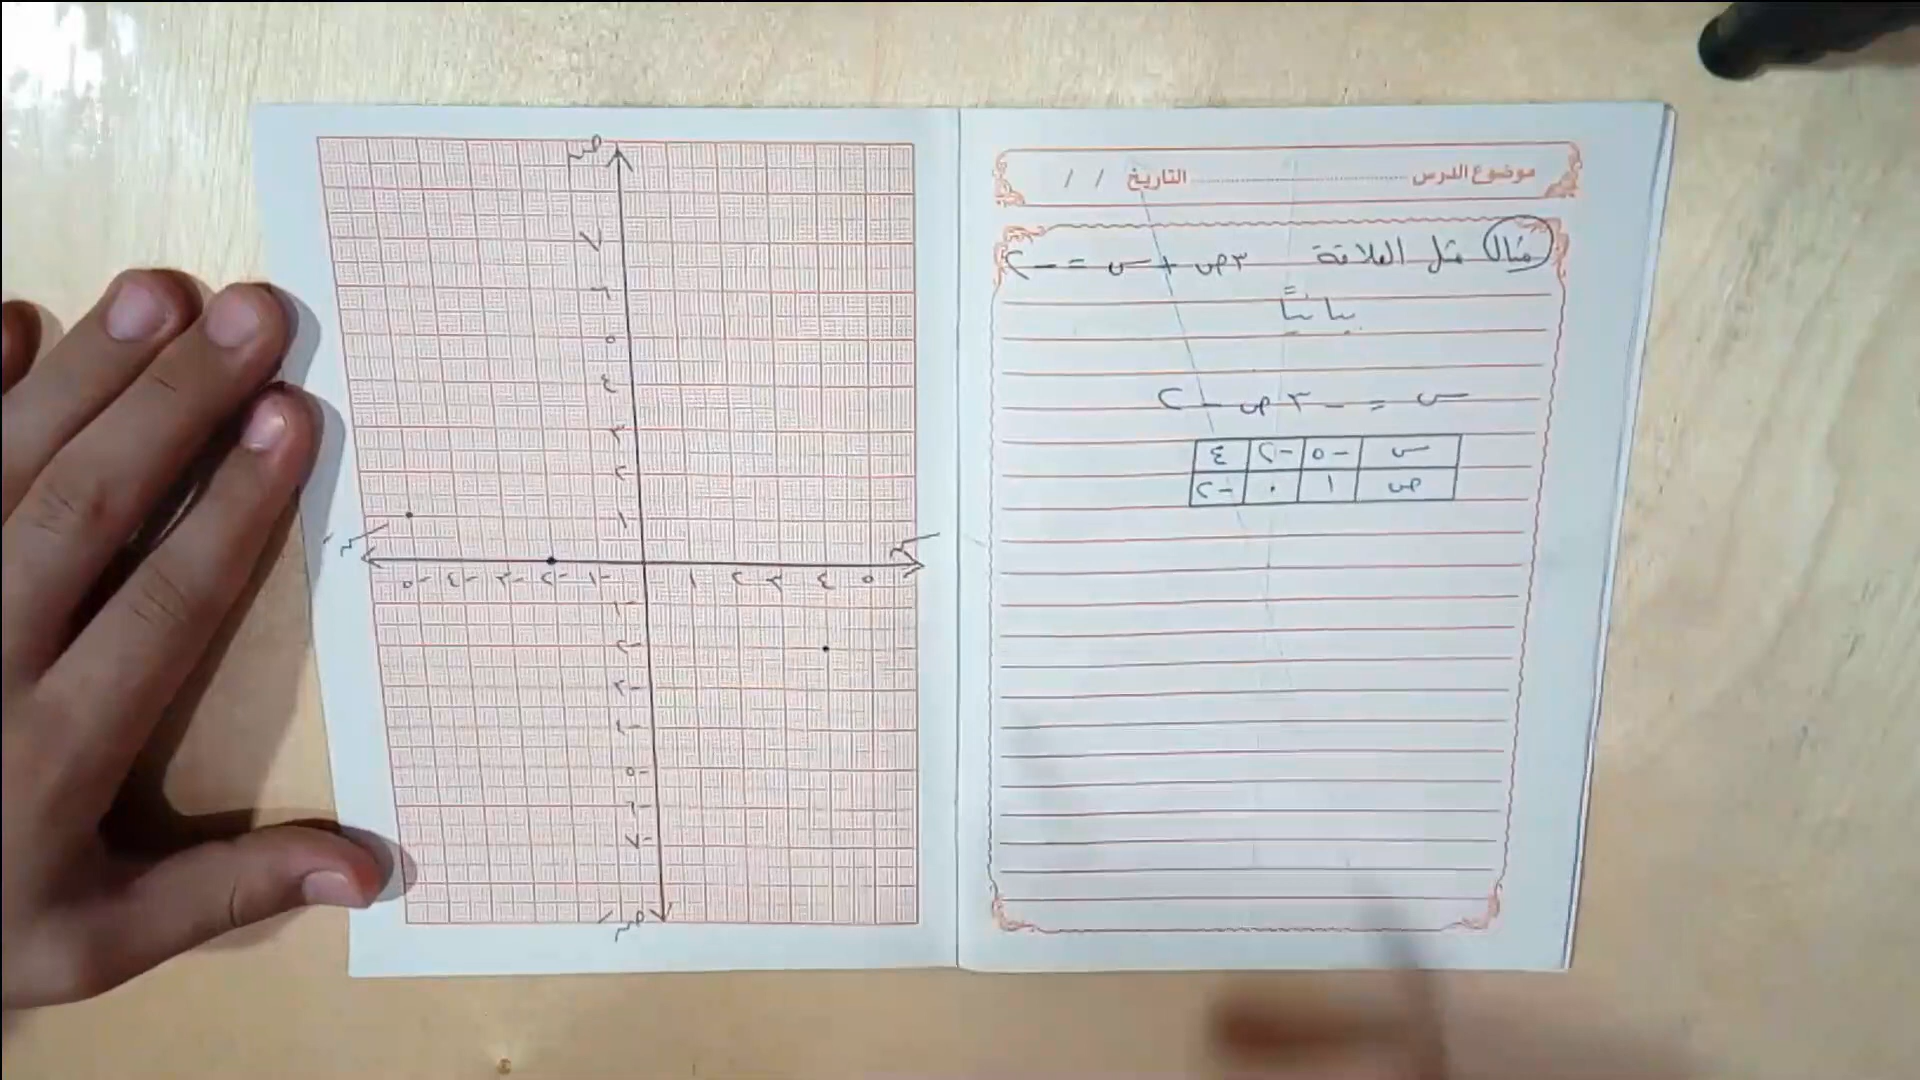 موضوع الدرس ........................ التاريخ / /
مثال مثل العلاقة ٣ص + س = -٢
بيانياً
س = -٣ص - ٢
س -٥ -٢ ٤
ص ١ ٠ -٢
ص
٧
٦
٥
٤
٣
٢
١
سَ س
-٥ -٤ -٣ -٢ -١ ١ ٢ ٣ ٤ ٥
-١
-٢
-٣
-٤
-٥
-٦
-٧
صَ